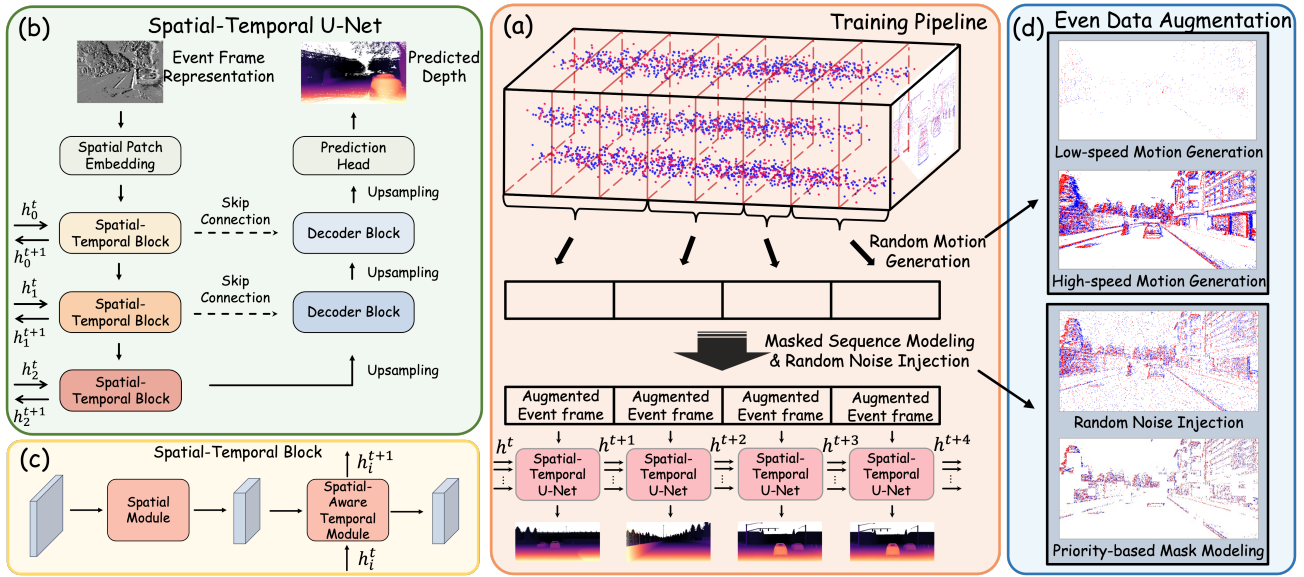 (b)
Spatial-Temporal U-Net
Event Frame
Representation
Predicted
Depth
Spatial Patch
Embedding
Prediction
Head
Upsampling
h_0^t
h_0^{t+1}
Spatial-
Temporal Block
Skip
Connection
Decoder Block
Upsampling
h_1^t
h_1^{t+1}
Spatial-
Temporal Block
Skip
Connection
Decoder Block
Upsampling
h_2^t
h_2^{t+1}
Spatial-
Temporal Block
(c)
Spatial-Temporal Block
Spatial
Module
h_i^{t+1}
Spatial-
Aware
Temporal
Module
h_i^t
(a)
Training Pipeline
Random Motion
Generation
Masked Sequence Modeling
& Random Noise Injection
Augmented
Event frame
Augmented
Event frame
Augmented
Event frame
Augmented
Event frame
h^t
h^{t+1}
h^{t+2}
h^{t+3}
h^{t+4}
Spatial-
Temporal
U-Net
Spatial-
Temporal
U-Net
Spatial-
Temporal
U-Net
Spatial-
Temporal
U-Net
(d)
Even Data Augmentation
Low-speed Motion Generation
High-speed Motion Generation
Random Noise Injection
Priority-based Mask Modeling